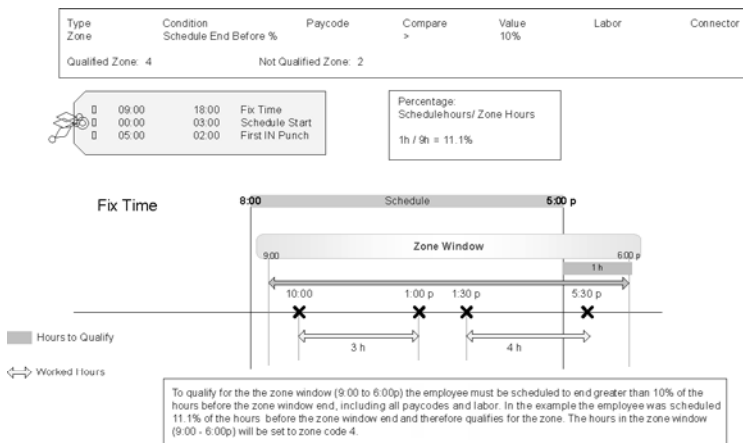 Type Condition Paycode Compare Value Labor Connector
Zone Schedule End Before % > 10%
Qualified Zone: 4 Not Qualified Zone: 2
09:00 18:00 Fix Time
00:00 03:00 Schedule Start
05:00 02:00 First IN Punch
Percentage:
Schedulehours/ Zone Hours
1h / 9h = 11.1%
Fix Time
8:00 Schedule 5:00 p
Zone Window
9:00 6:00 p
1 h
10:00 1:00 p 1:30 p 5:30 p
Hours to Qualify
3 h 4 h
Worked Hours
To qualify for the the zone window (9:00 to 6:00p) the employee must be scheduled to end greater than 10% of the
hours before the zone window end, including all paycodes and labor. In the example the employee was scheduled
11.1% of the hours before the zone window end and therefore qualifies for the zone. The hours in the zone window
(9:00 - 6:00p) will be set to zone code 4.